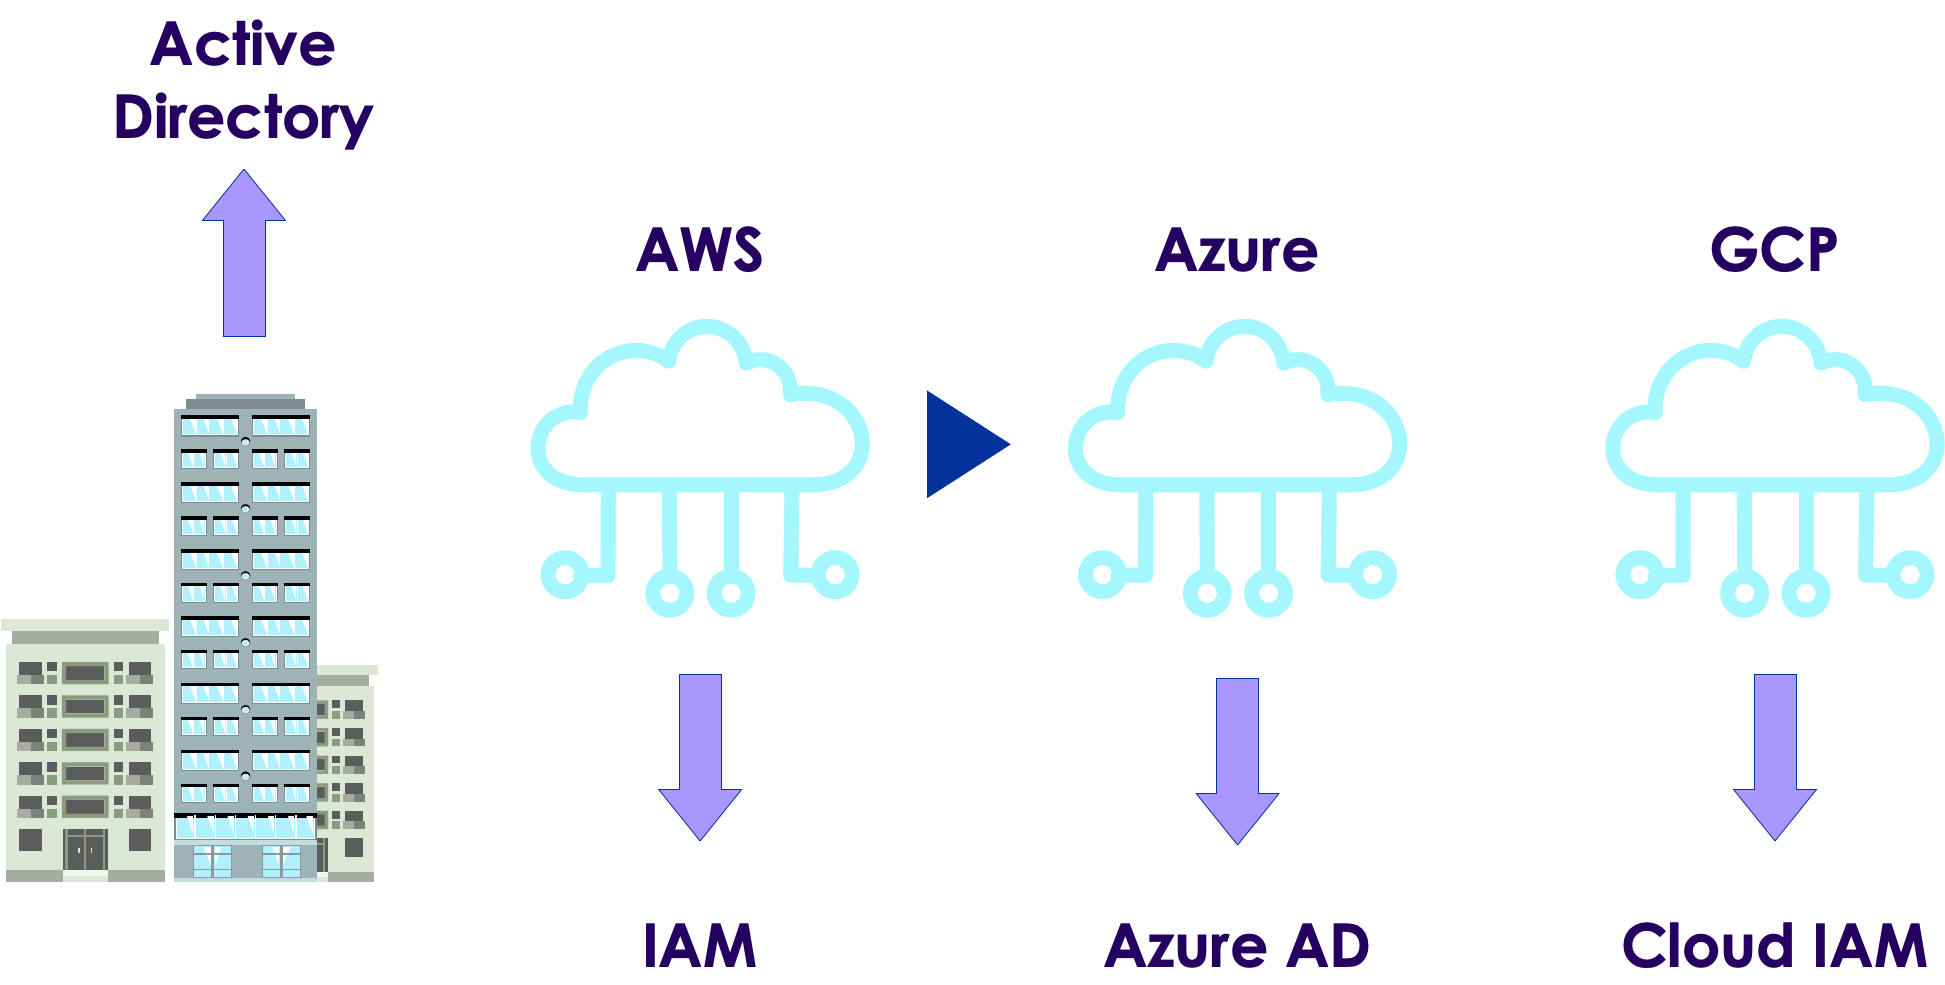 Active
Directory
AWS
Azure
GCP
IAM
Azure AD
Cloud IAM